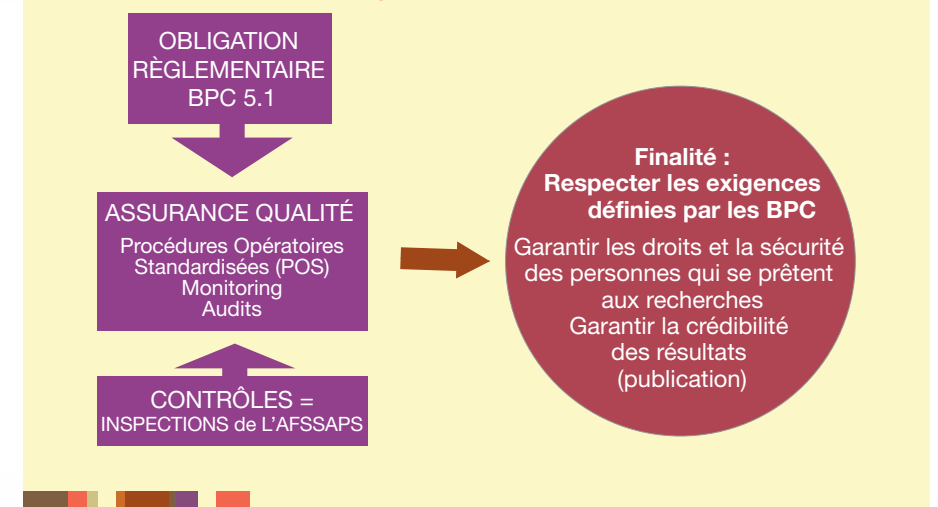 OBLIGATION
RÈGLEMENTAIRE
BPC 5.1
ASSURANCE QUALITÉ
Procédures Opératoires
Standardisées (POS)
Monitoring
Audits
CONTRÔLES =
INSPECTIONS de L'AFSSAPS
Finalité :
Respecter les exigences
définies par les BPC
Garantir les droits et la sécurité
des personnes qui se prêtent
aux recherches
Garantir la crédibilité
des résultats
(publication)